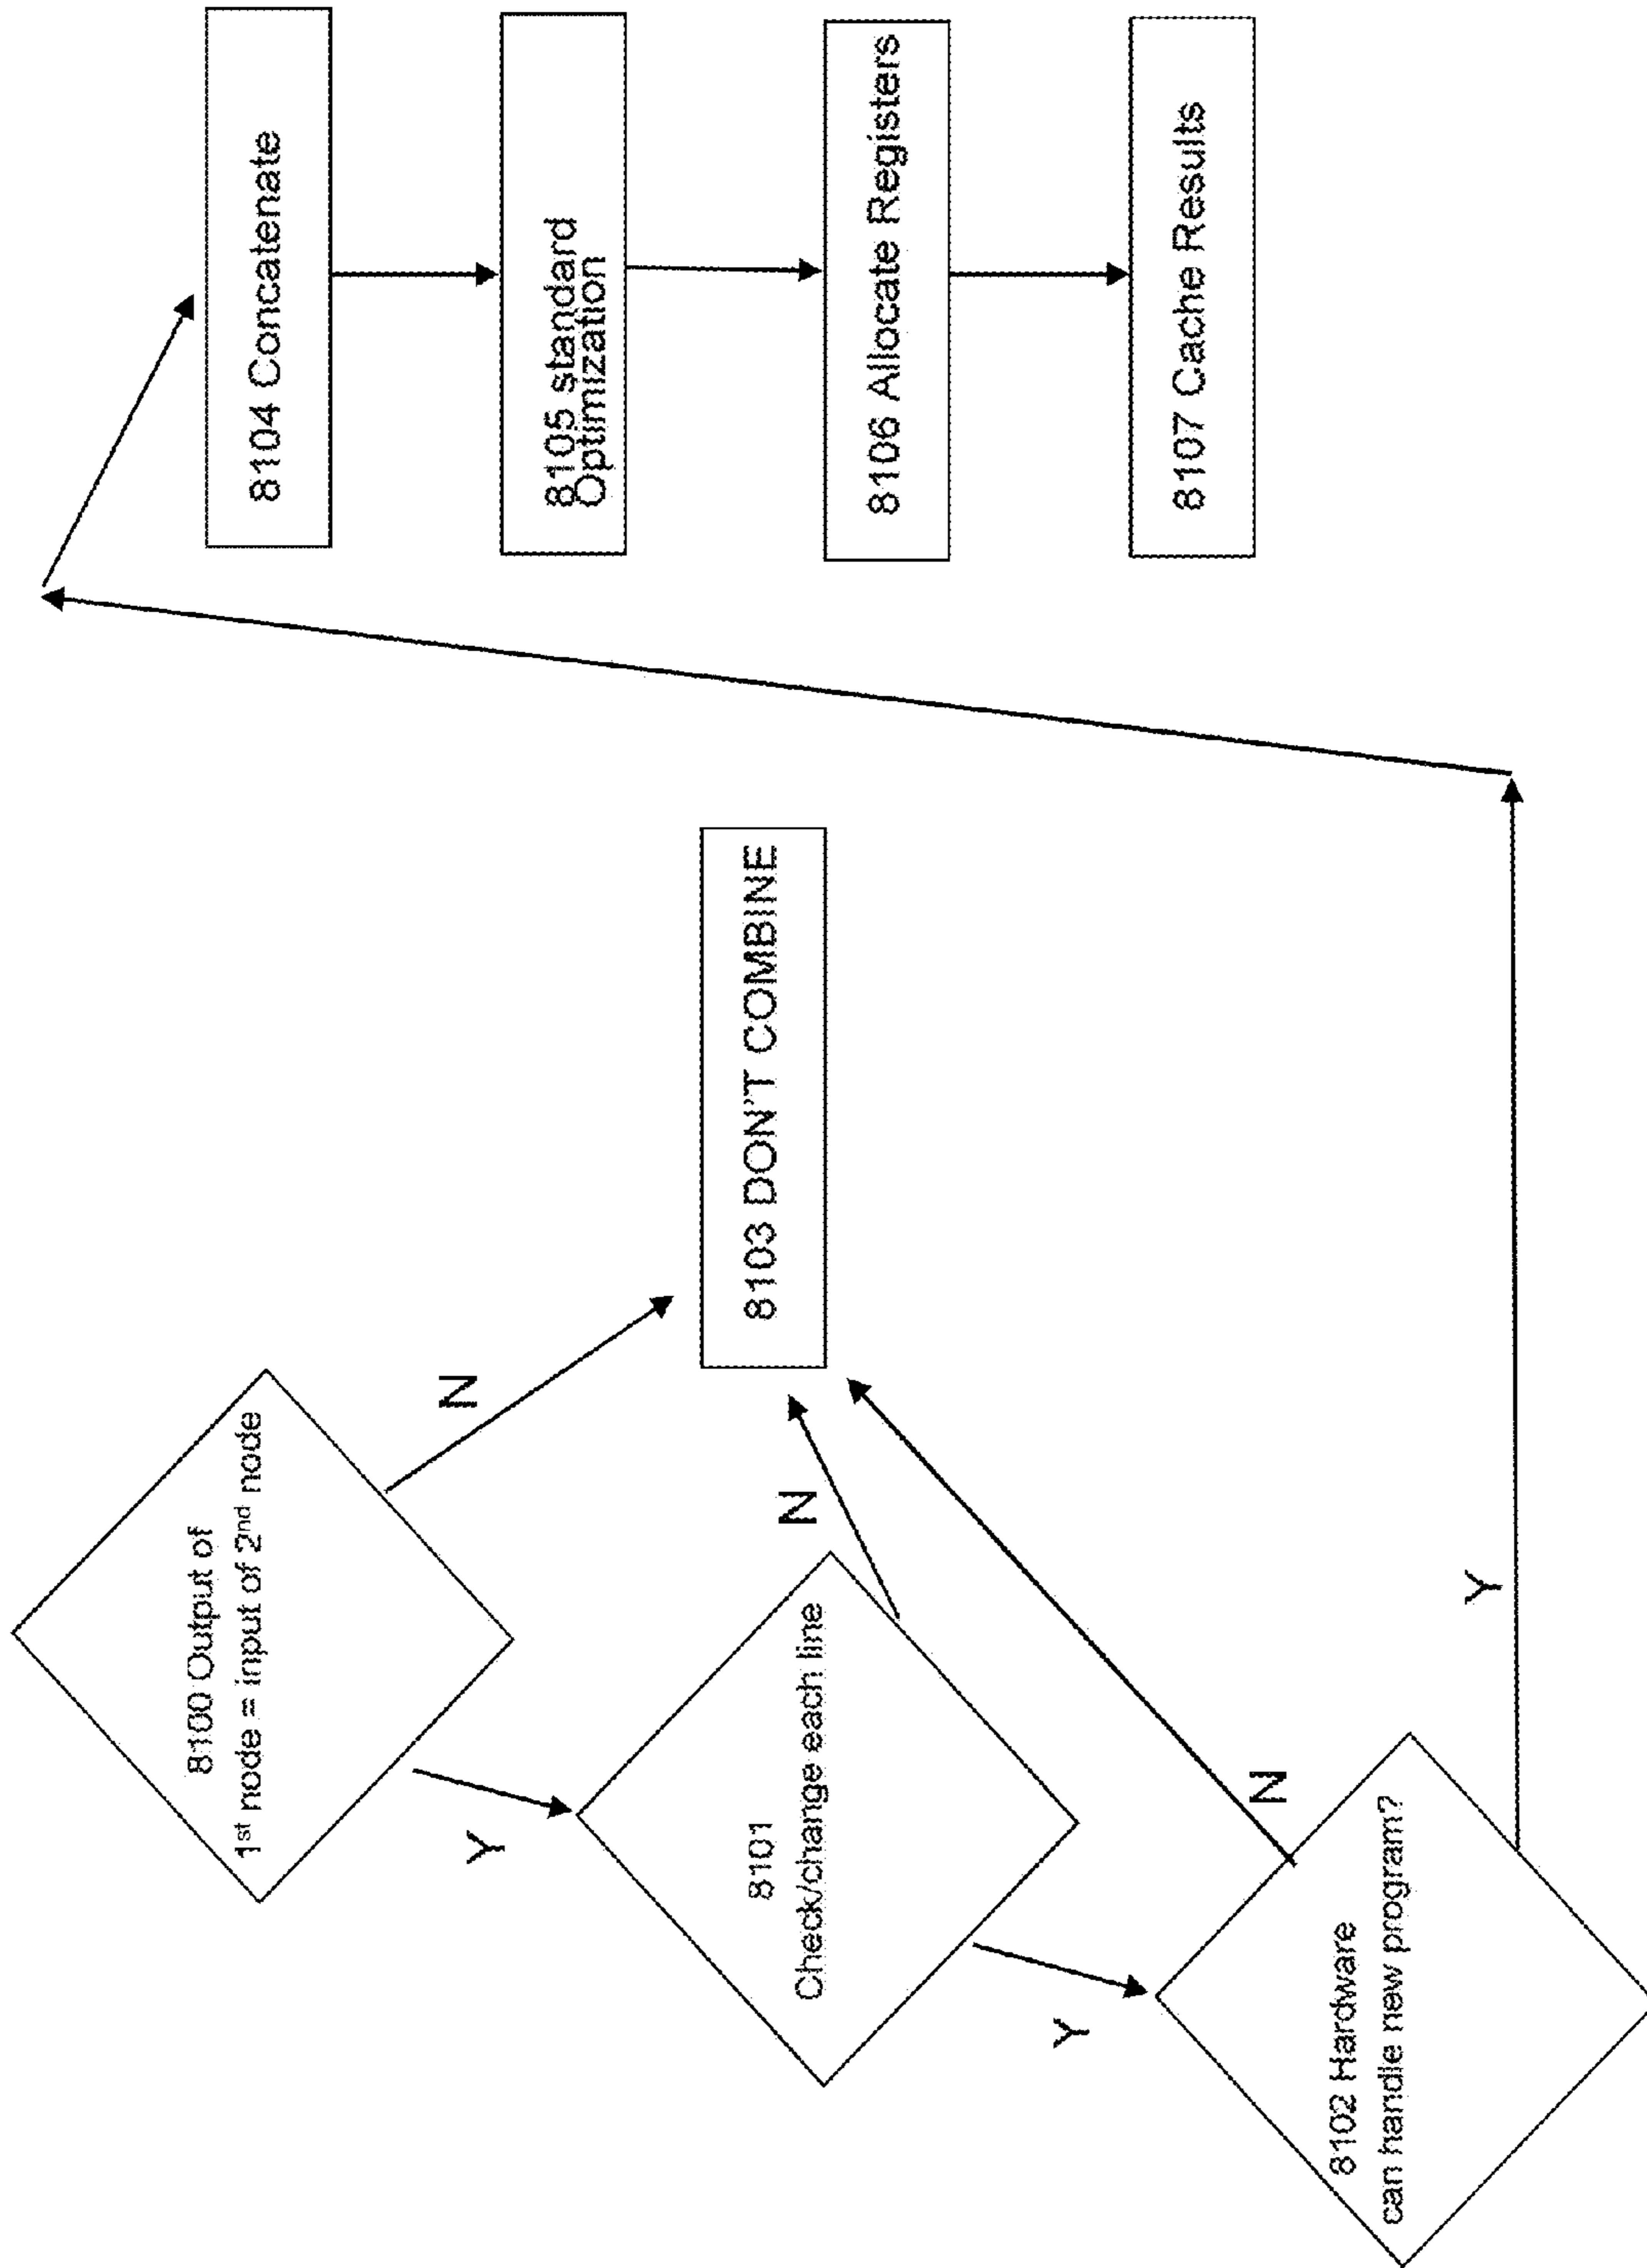 8100 Output of
1st node = input of 2nd node
N
Y
8101
Check/change each line
N
Y
8102 Hardware
can handle new program?
N
Y
8103 DON'T COMBINE
8104 Concatenate
8105 standard
Optimization
8106 Allocate Registers
8107 Cache Results